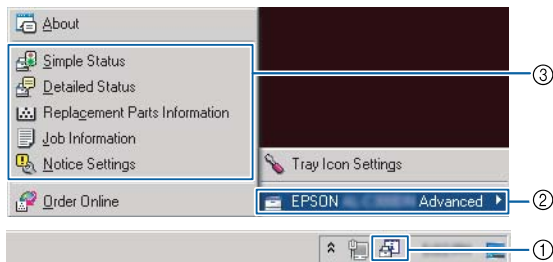 About
Simple Status
Detailed Status
Replacement Parts Information
Job Information
Notice Settings
Order Online
Tray Icon Settings
EPSON Advanced
③
②
①